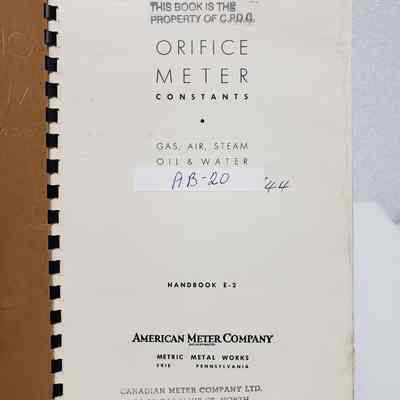 THIS BOOK IS THE
PROPERTY OF C.P.D.G.
ORIFICE
METER
CONSTANTS
GAS, AIR, STEAM
OIL & WATER
AB-20 '44
HANDBOOK E-2
AMERICAN METER COMPANY
INCORPORATED
METRIC METAL WORKS
ERIE PENNSYLVANIA
CANADIAN METER COMPANY LTD.